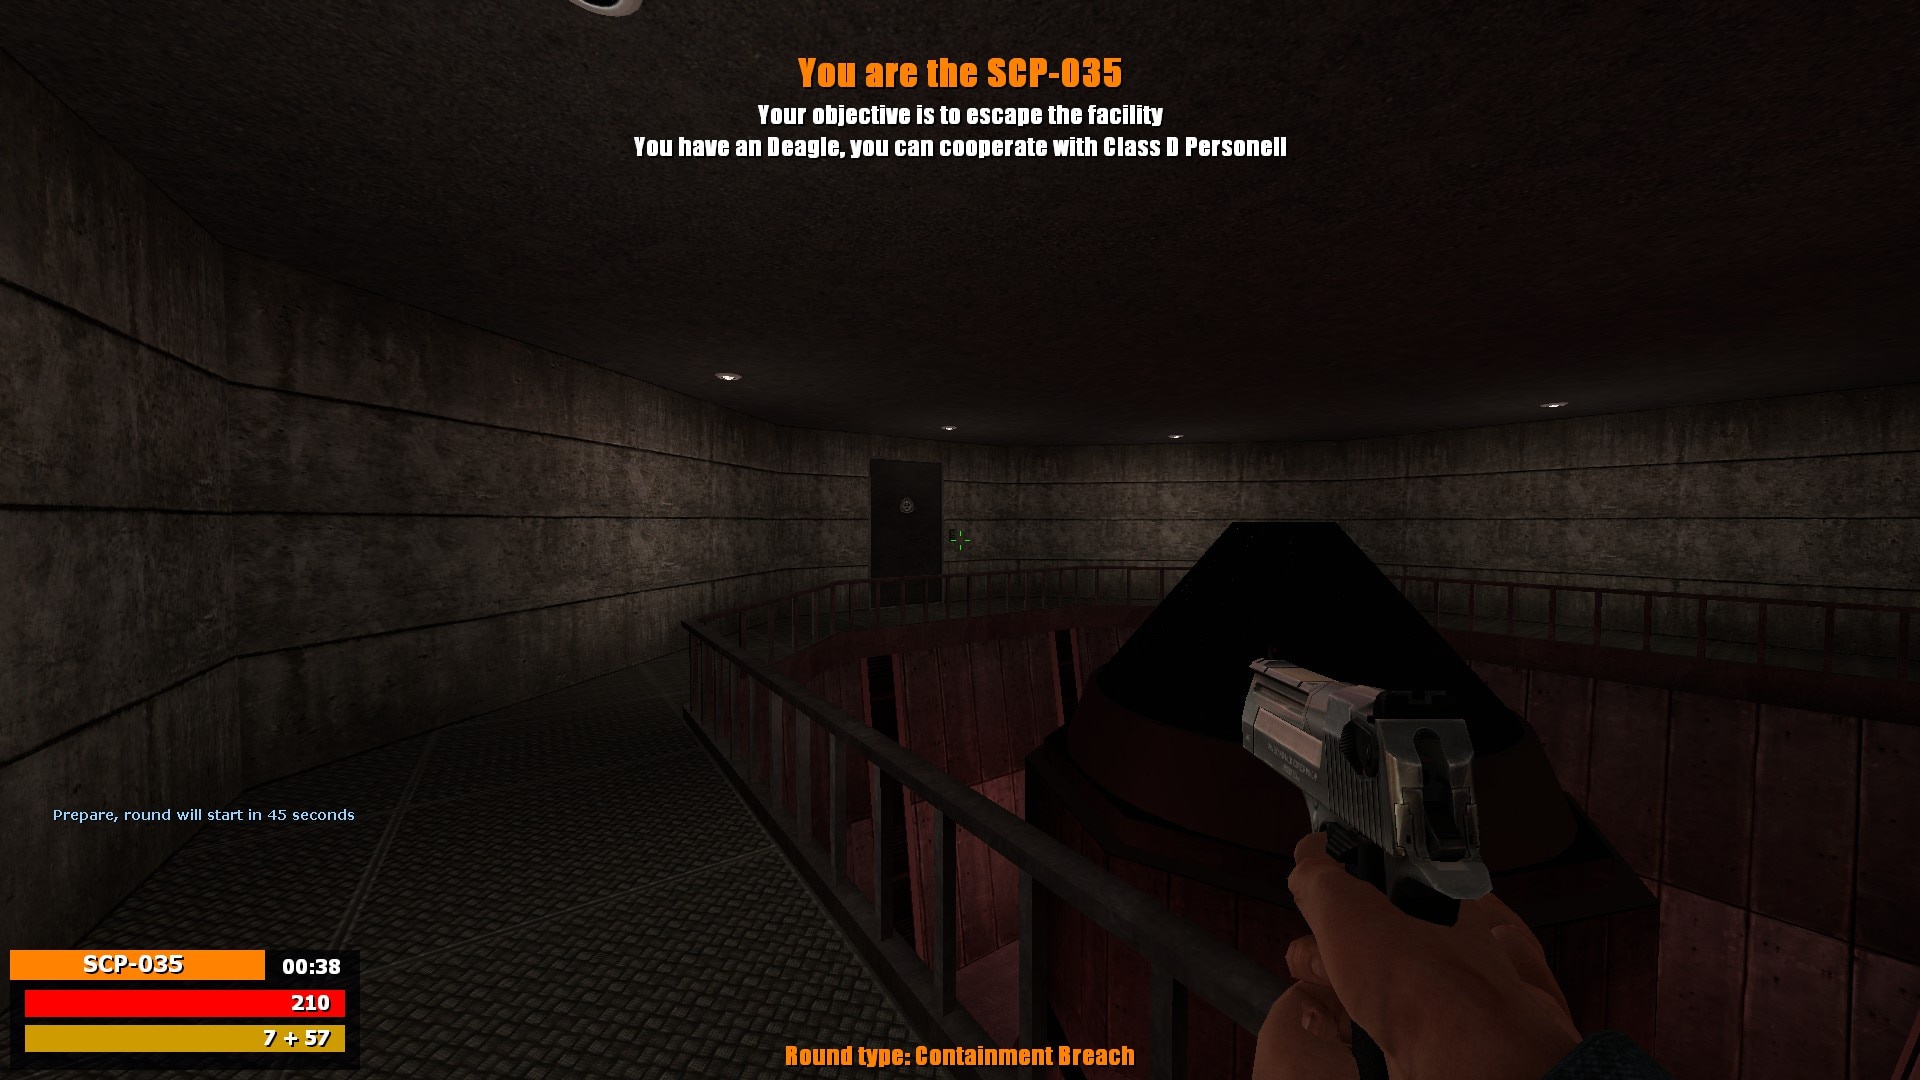 You are the SCP-035
Your objective is to escape the facility
You have an Deagle, you can cooperate with Class D Personell
Prepare, round will start in 45 seconds
SCP-035
00:38
210
7 + 57
Round type: Containment Breach